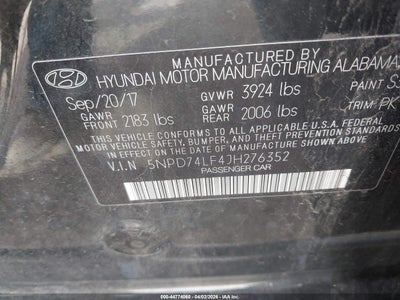 MANUFACTURED BY
HYUNDAI MOTOR MANUFACTURING ALABAMA
Sep/20/17 GVWR 3924 lbs PAINT:
GAWR FRONT 2183 lbs GAWR REAR 2006 lbs TRIM: PK
THIS VEHICLE CONFORMS TO ALL APPLICABLE U.S.A. FEDERAL
MOTOR VEHICLE SAFETY, BUMPER, AND THEFT PREVENTION
STANDARDS IN EFFECT ON THE DATE OF MANUFACTURE SHOWN ABOVE.
V.I.N 5NPD74LF4JH276352
PASSENGER CAR
000-44774060 - 04/02/2026 - IAA Inc.